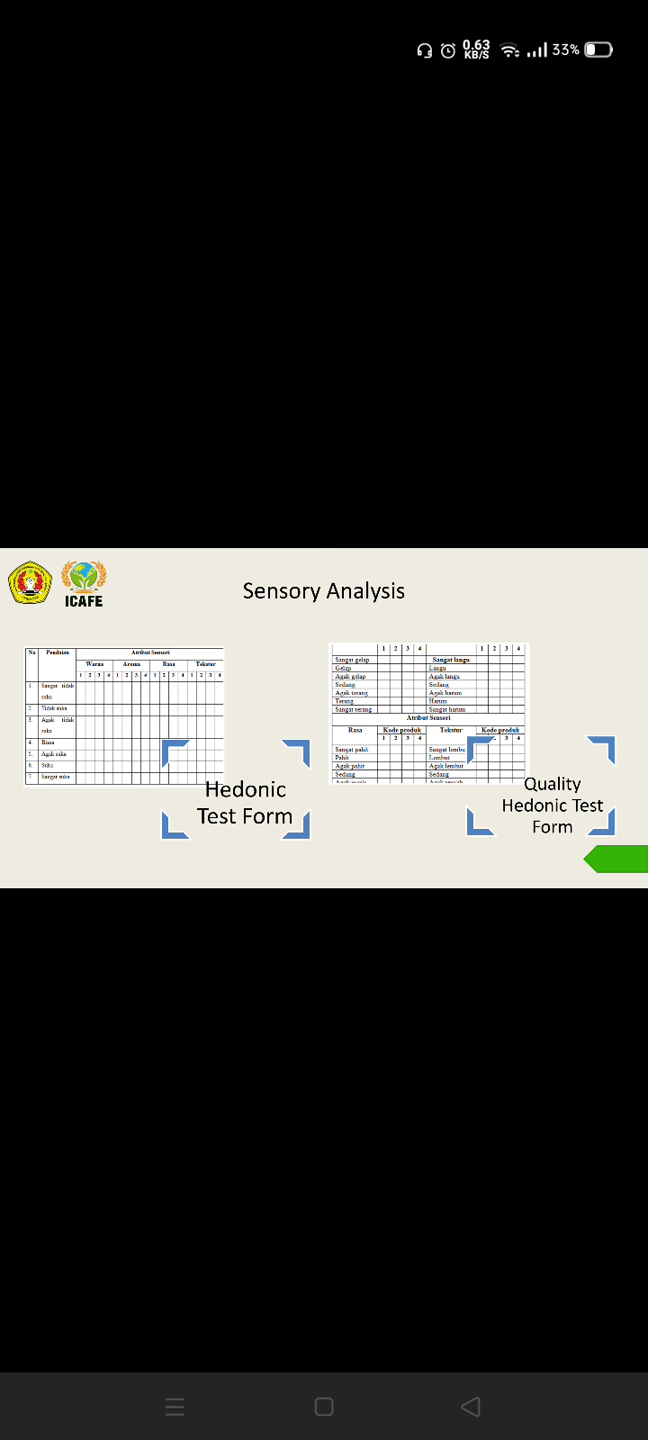 0.63
KB/S
33%
ICAFE
Sensory Analysis
No Penilaian Atribut Sensori
Warna Aroma Rasa Tekstur
1 2 3 4 1 2 3 4 1 2 3 4 1 2 3 4
1 Sangat tidak
suka
2. Tidak suka
3. Agak tidak
suka
4. Biasa
5. Agak suka
6. Suka
7. Sangat suka
Hedonic
Test Form
1 2 3 4 1 2 3 4
Sangat gelap Sangat langu
Gelap Langu
Agak gelap Agak langu
Sedang Sedang
Agak terang Agak harum
Terang Harum
Sangat terang Sangat harum
Atribut Sensori
Rasa Kode produk Tekstur Kode produk
1 2 3 4 3 4
Sangat pahit Sangat
Pahit Lembut
Agak pahit Agak lembut
Sedang Sedang
Quality
Hedonic Test
Form